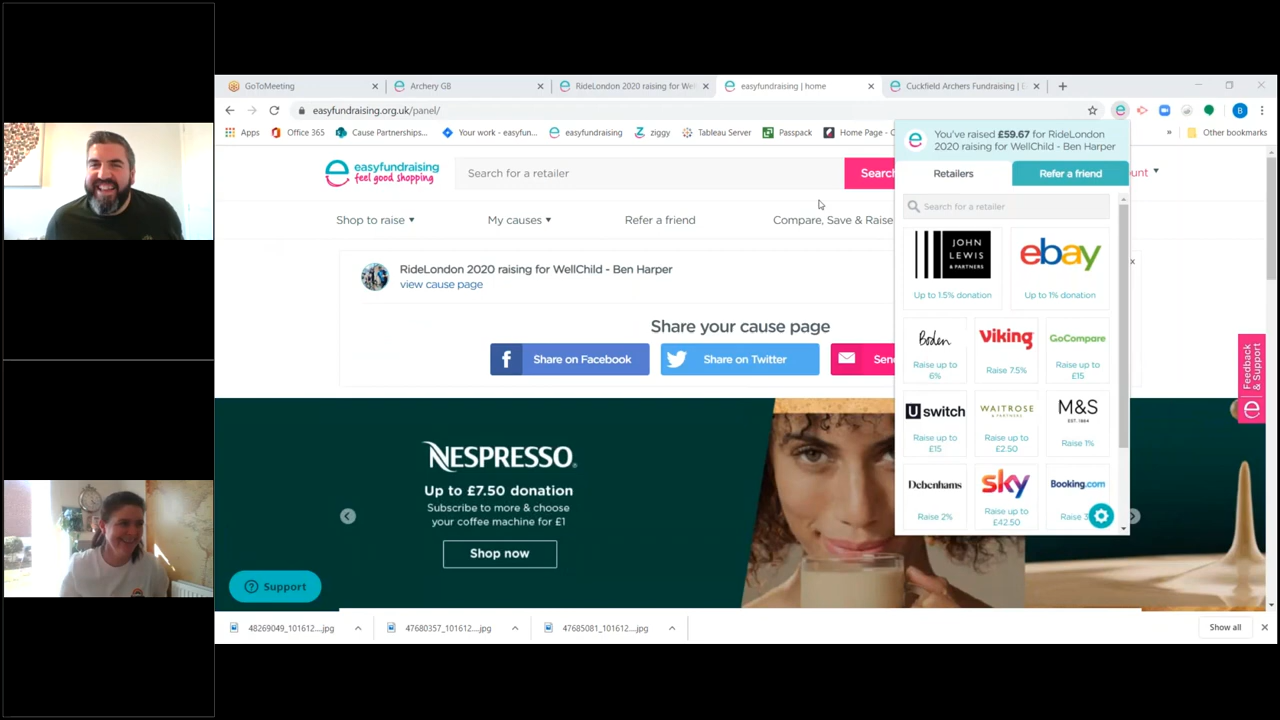 GoToMeeting
Archery GB
RideLondon 2020 raising for Wel
easyfundraising | home
Cuckfield Archers Fundraising | E
easyfundraising.org.uk/panel/
B
Apps
Office 365
Cause Partnerships...
Your work - easyfun...
easyfundraising
ziggy
Tableau Server
Passpack
Home Page - C
»
Other bookmarks
easyfundraising
feel good shopping
Search for a retailer
Search
ount
Shop to raise
My causes
Refer a friend
Compare, Save & Raise
RideLondon 2020 raising for WellChild - Ben Harper
view cause page
Share your cause page
Share on Facebook
Share on Twitter
Sen
You've raised £59.67 for RideLondon
2020 raising for WellChild - Ben Harper
Retailers
Refer a friend
Search for a retailer
JOHN
LEWIS
& PARTNERS
ebay
Up to 1.5% donation
Up to 1% donation
Boden
Viking
GoCompare
Raise up to
6%
Raise 7.5%
Raise up to
£15
Uswitch
WAITROSE
& PARTNERS
M&S
EST. 1884
Raise up to
£15
Raise up to
£2.50
Raise 1%
Debenhams
sky
Booking.com
Raise 2%
Raise up to
£42.50
Raise 3
Feedback
& Support
NESPRESSO.
Up to £7.50 donation
Subscribe to more & choose
your coffee machine for £1
Shop now
Support
48269049_101612....jpg
47680357_101612....jpg
47685081_101612....jpg
Show all